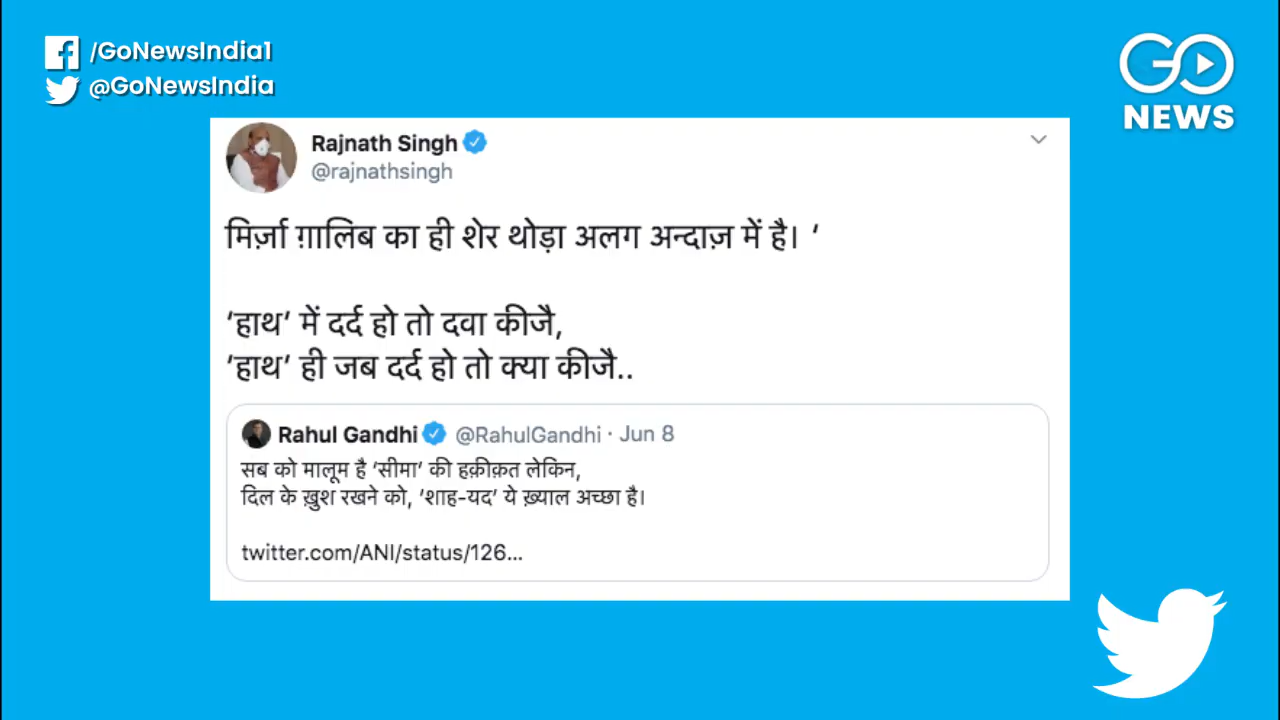 /GoNewsIndia1
@GoNewsIndia
GO
NEWS
Rajnath Singh
@rajnathsingh
मिर्ज़ा ग़ालिब का ही शेर थोड़ा अलग अन्दाज़ में है। ‘
‘हाथ’ में दर्द हो तो दवा कीजै,
‘हाथ’ ही जब दर्द हो तो क्या कीजै..
Rahul Gandhi @RahulGandhi · Jun 8
सब को मालूम है ‘सीमा’ की हक़ीक़त लेकिन,
दिल के ख़ुश रखने को, ‘शाह-यद’ ये ख़्याल अच्छा है।
twitter.com/ANI/status/126...